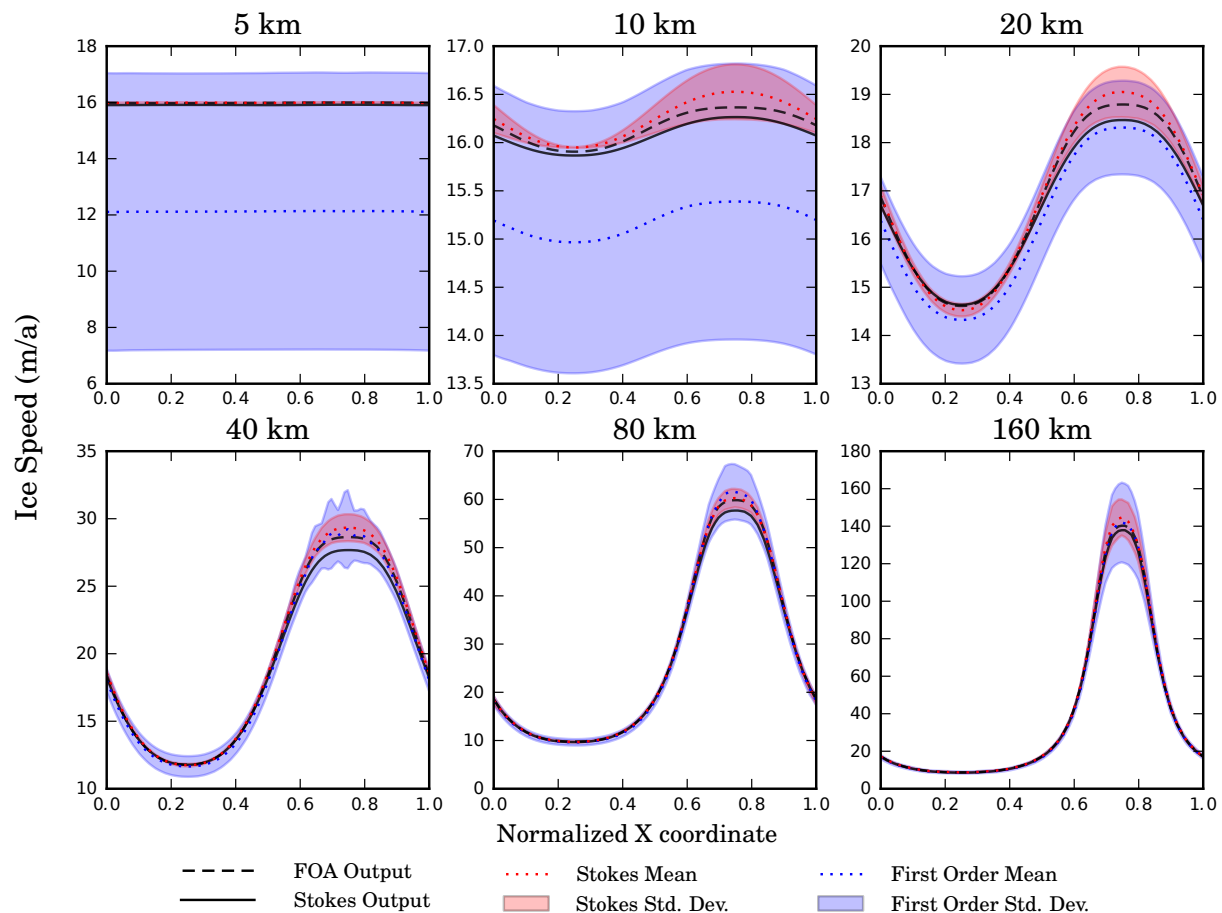 5 km
10 km
20 km
18
16
14
12
10
8
6
0.0 0.2 0.4 0.6 0.8 1.0
17.0
16.5
16.0
15.5
15.0
14.5
14.0
13.5
0.0 0.2 0.4 0.6 0.8 1.0
20
19
18
17
16
15
14
13
0.0 0.2 0.4 0.6 0.8 1.0
Ice Speed (m/a)
40 km
80 km
160 km
35
30
25
20
15
10
0.0 0.2 0.4 0.6 0.8 1.0
70
60
50
40
30
20
10
0
0.0 0.2 0.4 0.6 0.8 1.0
180
160
140
120
100
80
60
40
20
0
0.0 0.2 0.4 0.6 0.8 1.0
Normalized X coordinate
FOA Output
Stokes Output
Stokes Mean
Stokes Std. Dev.
First Order Mean
First Order Std. Dev.